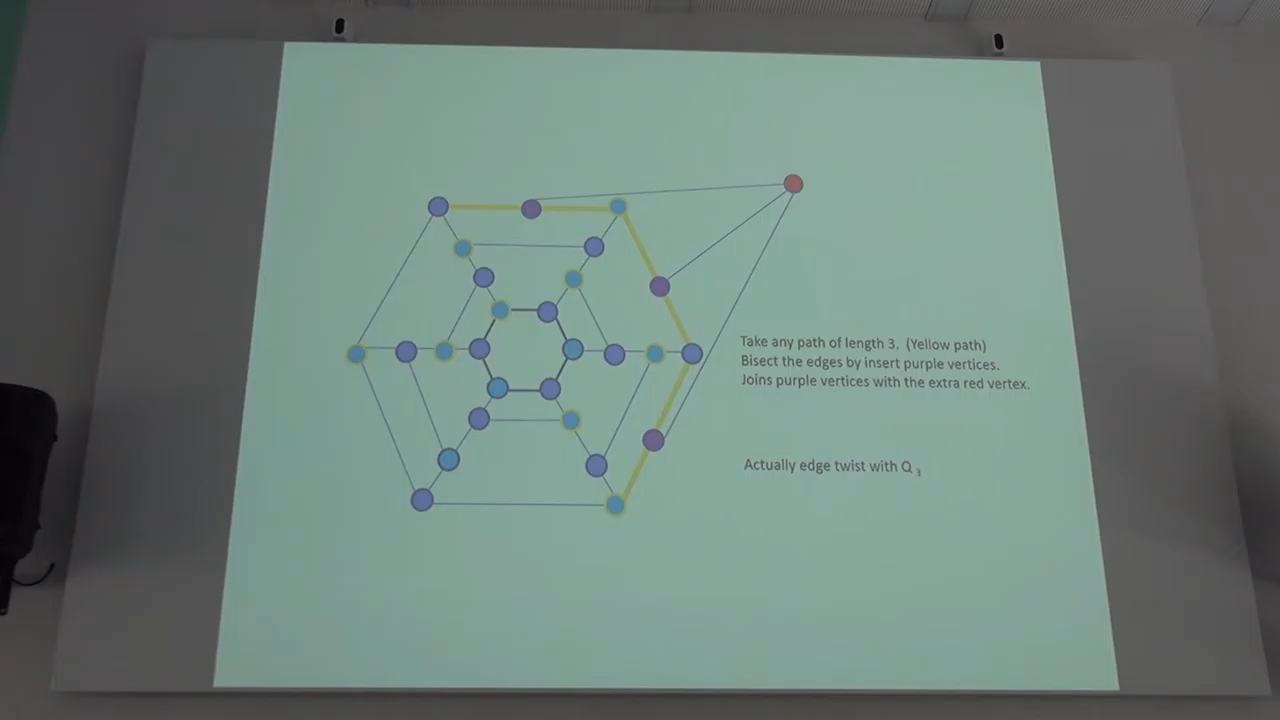 Take any path of length 3. (Yellow path)
Bisect the edges by insert purple vertices.
Joins purple vertices with the extra red vertex.
Actually edge twist with Q 3